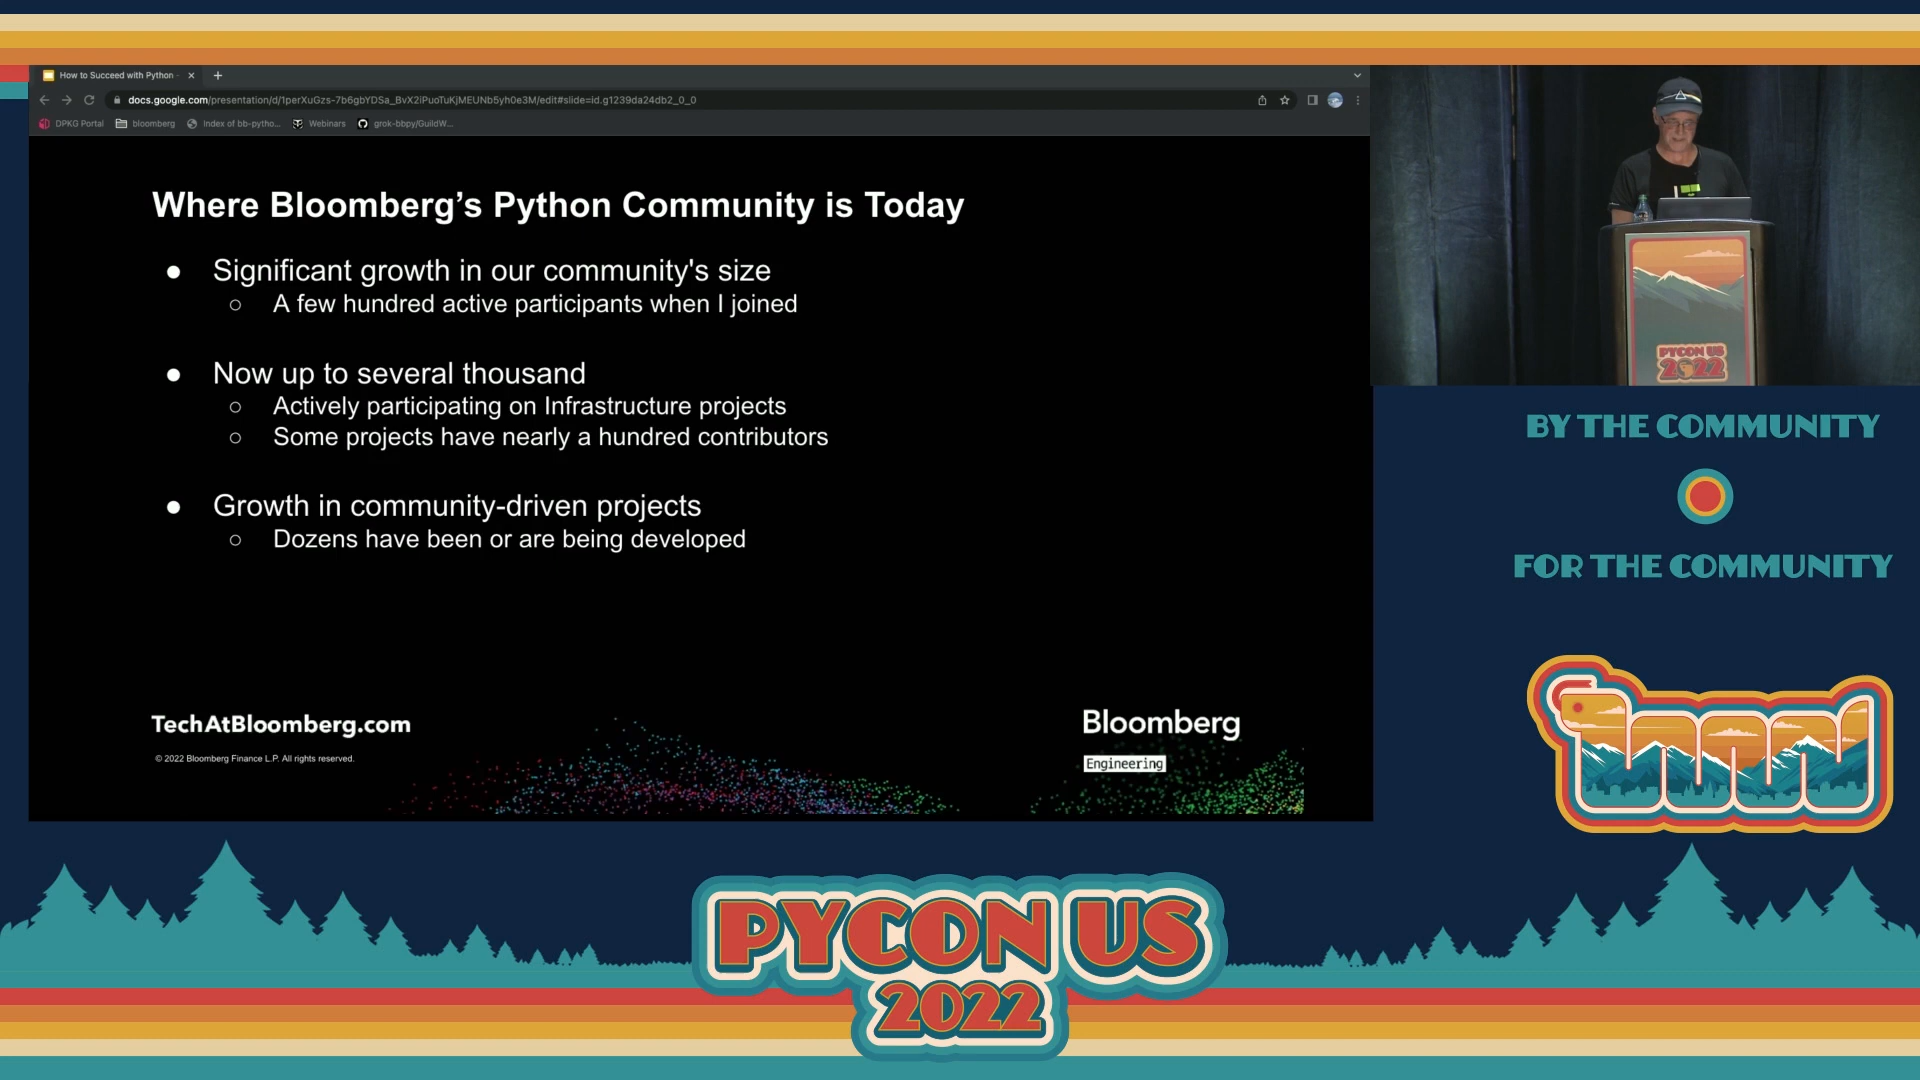 How to Succeed with Python -
docs.google.com/presentation/d/1perXuGzs-7b6gbYDSa_BvX2iPuoTuKjMEUNb5yh0e3M/edit#slide=id.g1239da24db2_0_0
DPKG Portal bloomberg Index of bb-pytho... Webinars grok-bbpy/GuildW...
Where Bloomberg’s Python Community is Today
● Significant growth in our community's size
○ A few hundred active participants when I joined
● Now up to several thousand
○ Actively participating on Infrastructure projects
○ Some projects have nearly a hundred contributors
● Growth in community-driven projects
○ Dozens have been or are being developed
TechAtBloomberg.com
© 2022 Bloomberg Finance L.P. All rights reserved.
Bloomberg
Engineering
PYCON US
2022
BY THE COMMUNITY
FOR THE COMMUNITY
PYCON US
2022